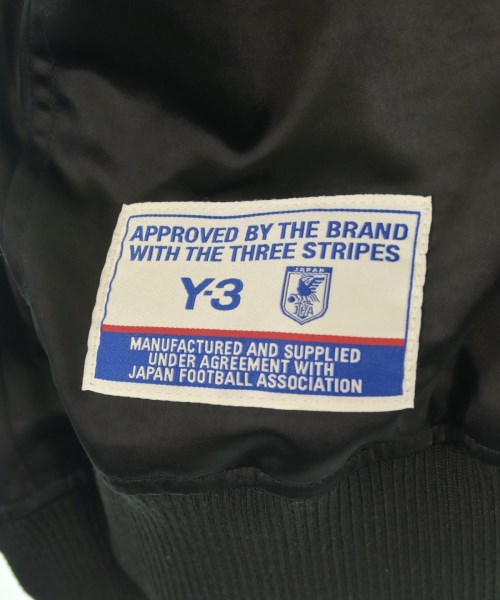 APPROVED BY THE BRAND
WITH THE THREE STRIPES
Y-3
JAPAN
JFA
MANUFACTURED AND SUPPLIED
UNDER AGREEMENT WITH
JAPAN FOOTBALL ASSOCIATION